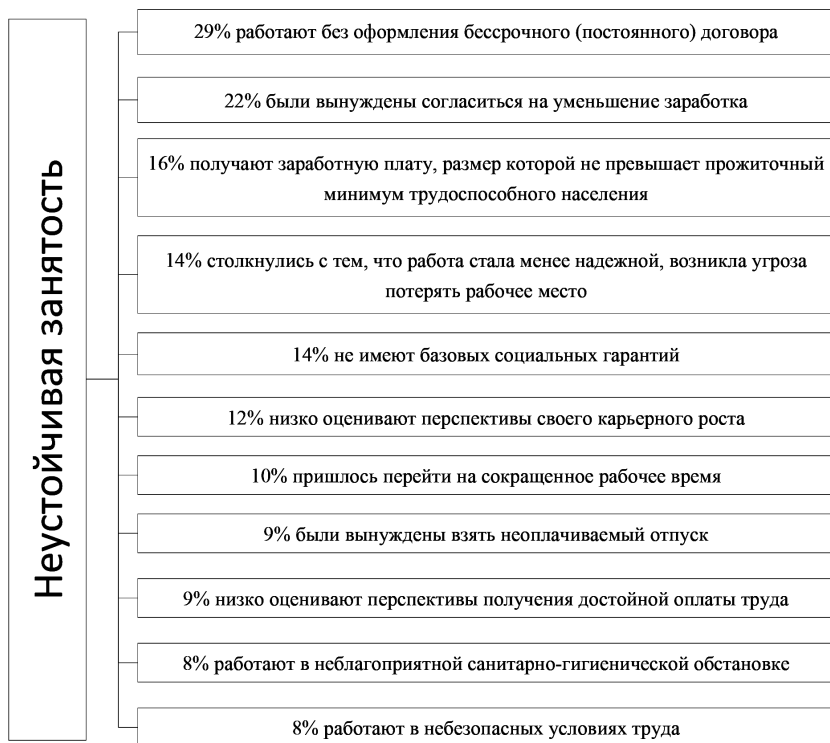 Неустойчивая занятость
29% работают без оформления бессрочного (постоянного) договора
22% были вынуждены согласиться на уменьшение заработка
16% получают заработную плату, размер которой не превышает прожиточный
минимум трудоспособного населения
14% столкнулись с тем, что работа стала менее надежной, возникла угроза
потерять рабочее место
14% не имеют базовых социальных гарантий
12% низко оценивают перспективы своего карьерного роста
10% пришлось перейти на сокращенное рабочее время
9% были вынуждены взять неоплачиваемый отпуск
9% низко оценивают перспективы получения достойной оплаты труда
8% работают в неблагоприятной санитарно-гигиенической обстановке
8% работают в небезопасных условиях труда